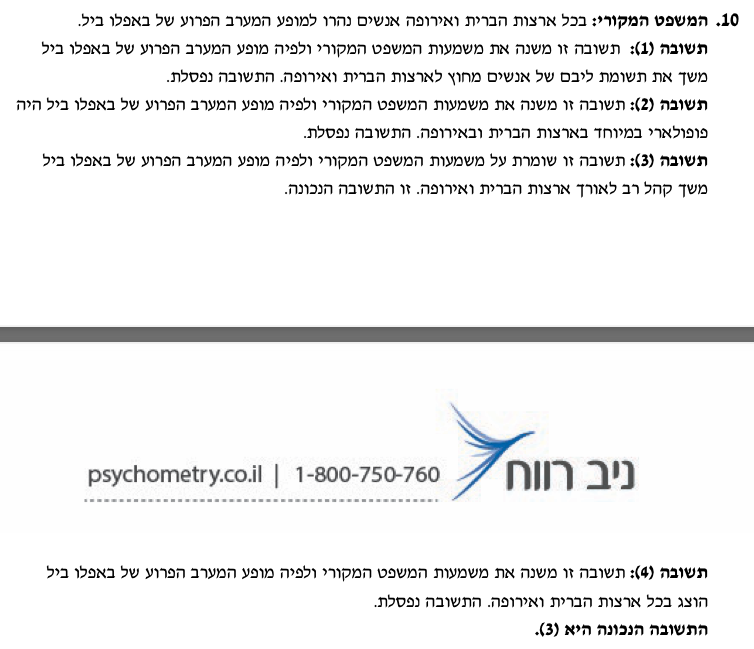 10. המשפט המקורי: בכל ארצות הברית ואירופה אנשים נהרו למופע המערב הפרוע של באפלו ביל.
תשובה (1): תשובה זו משנה את משמעות המשפט המקורי ולפיה מופע המערב הפרוע של באפלו ביל
משך את תשומת ליבם של אנשים מחוץ לארצות הברית ואירופה. התשובה נפסלת.
תשובה (2): תשובה זו משנה את משמעות המשפט המקורי ולפיה מופע המערב הפרוע של באפלו ביל היה
פופולארי במיוחד בארצות הברית ובאירופה. התשובה נפסלת.
תשובה (3): תשובה זו שומרת על משמעות המשפט המקורי ולפיה מופע המערב הפרוע של באפלו ביל
משך קהל רב לאורך ארצות הברית ואירופה. זו התשובה הנכונה.
ניב רווח
psychometry.co.il | 1-800-750-760
תשובה (4): תשובה זו משנה את משמעות המשפט המקורי ולפיה מופע המערב הפרוע של באפלו ביל
הוצג בכל ארצות הברית ואירופה. התשובה נפסלת.
התשובה הנכונה היא (3).